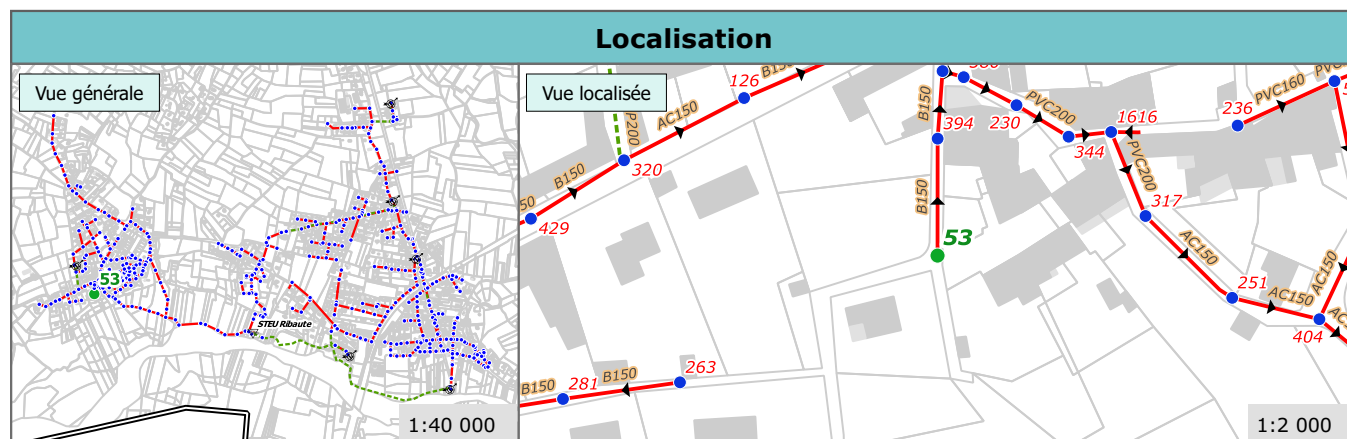 Localisation
Vue générale
53
STEU Ribaute
1:40 000
Vue localisée
126
B150
AC150
P200
320
B150
50
429
B150
394
B150
53
230
PVC200
344
1616
PVC200
317
AC150
251
AC150
404
AC150
236
PVC160
263
B150
281
B150
1:2 000